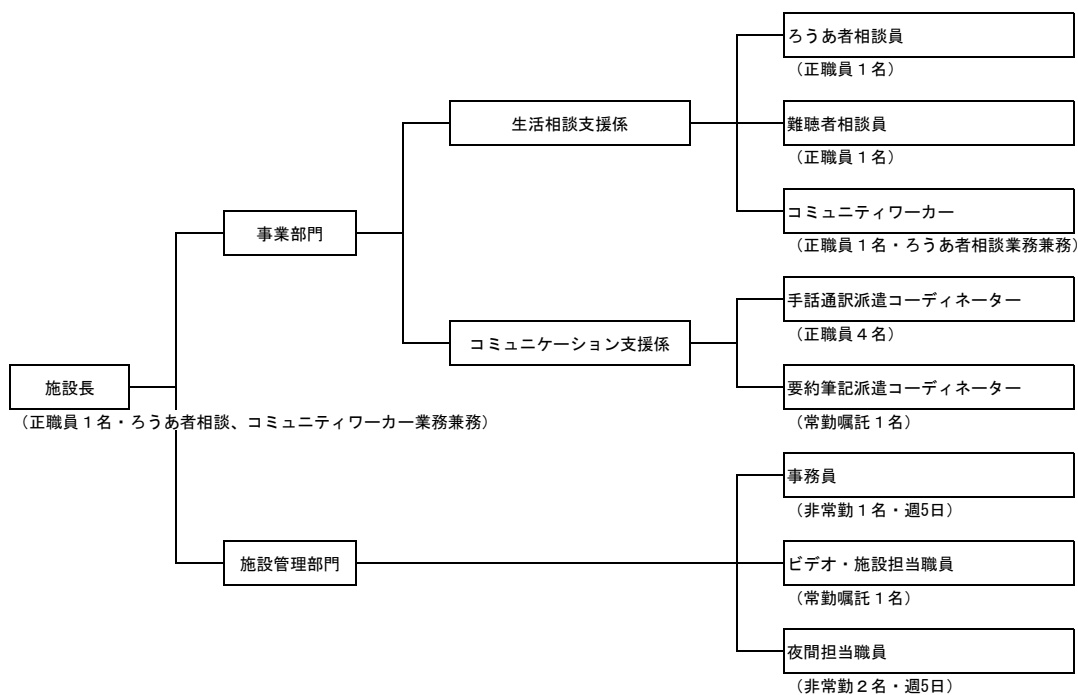 ろうあ者相談員
（正職員１名）
生活相談支援係
難聴者相談員
（正職員１名）
コミュニティワーカー
（正職員１名・ろうあ者相談業務兼務）
事業部門
手話通訳派遣コーディネーター
（正職員４名）
コミュニケーション支援係
施設長
（正職員１名・ろうあ者相談、コミュニティワーカー業務兼務）
要約筆記派遣コーディネーター
（常勤嘱託１名）
事務員
（非常勤１名・週5日）
施設管理部門
ビデオ・施設担当職員
（常勤嘱託１名）
夜間担当職員
（非常勤２名・週5日）